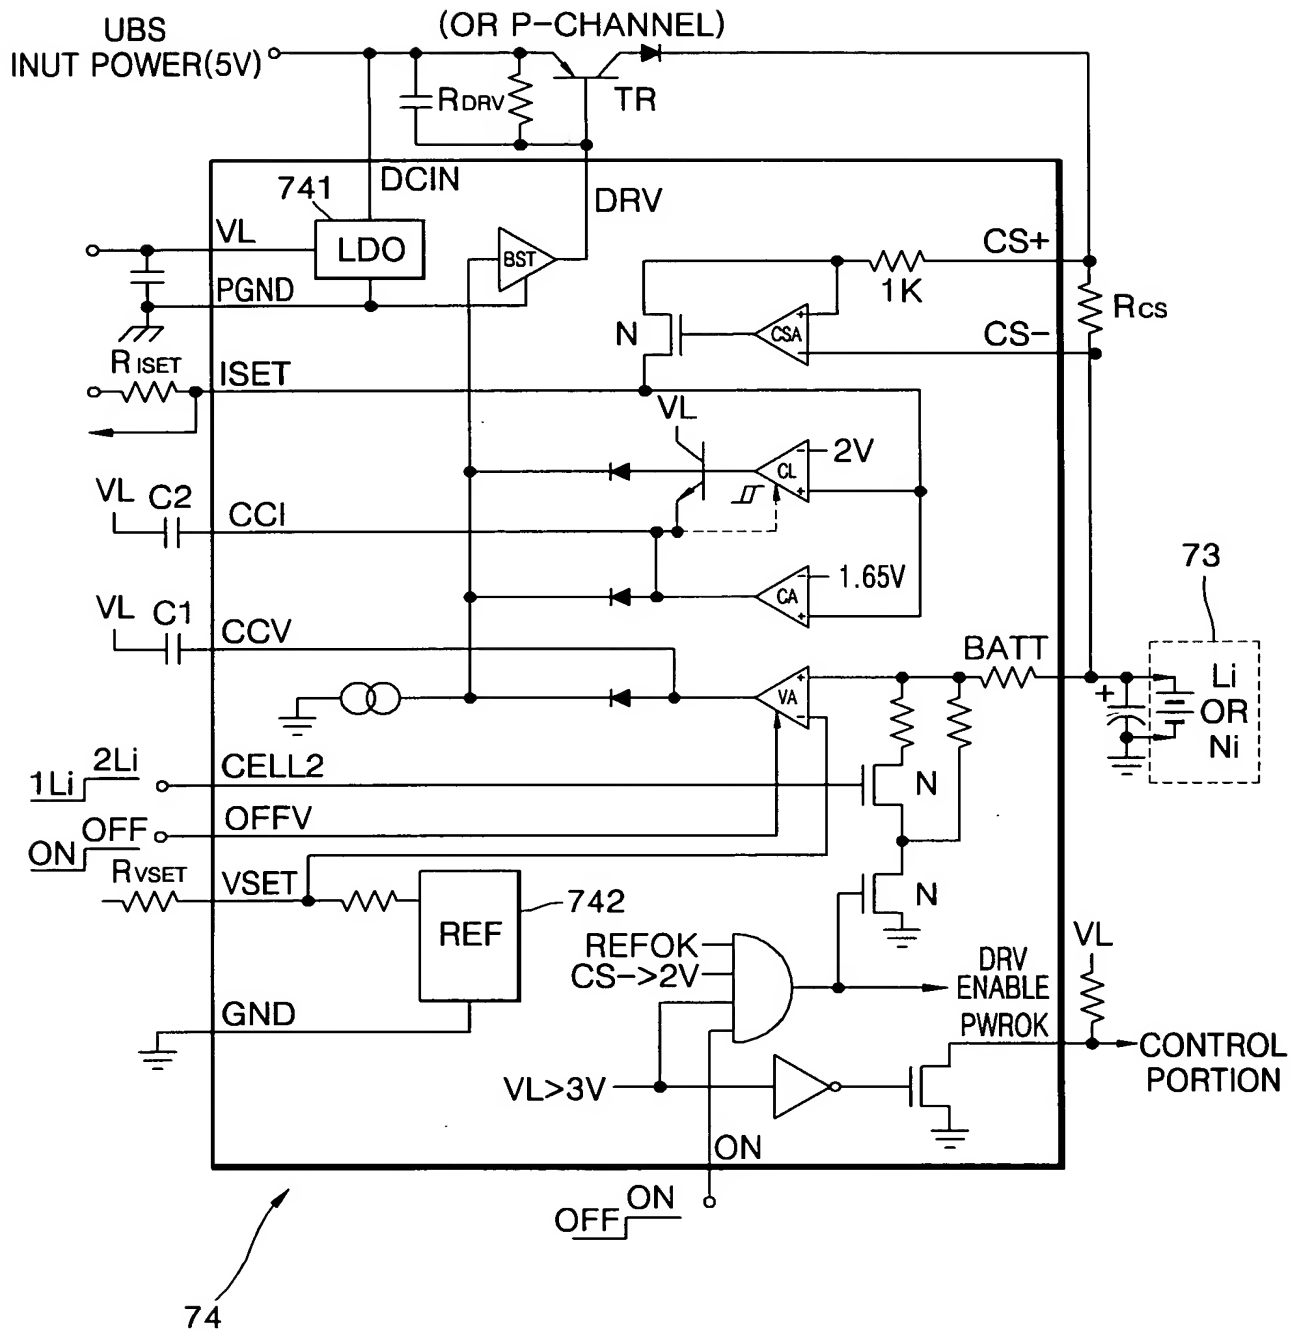 (OR P-CHANNEL)
UBS
INUT POWER(5V)
RDRV
TR
DCIN
DRV
741
LDO
VL
PGND
BST
CS+
1K
RCS
CSA
N
CS-
RISET
ISET
VL
2V
CL
VL C2
CCI
1.65V
CA
VL C1
CCV
73
BATT
VA
+
Li
OR
Ni
1Li 2Li
CELL2
N
ON OFF
OFFV
RVSET
VSET
N
REF
742
REFOK
CS->2V
DRV
ENABLE
VL
GND
PWROK
CONTROL
PORTION
VL>3V
ON
OFF ON
74